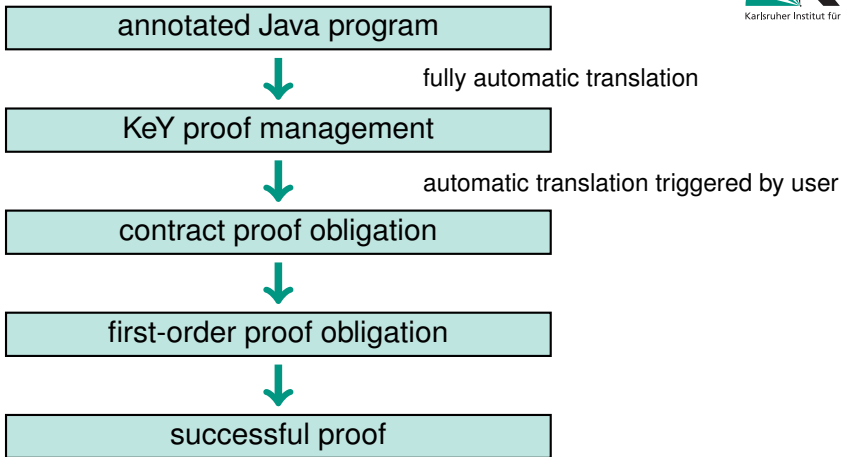 Karlsruher Institut für
annotated Java program
fully automatic translation
KeY proof management
automatic translation triggered by user
contract proof obligation
first-order proof obligation
successful proof